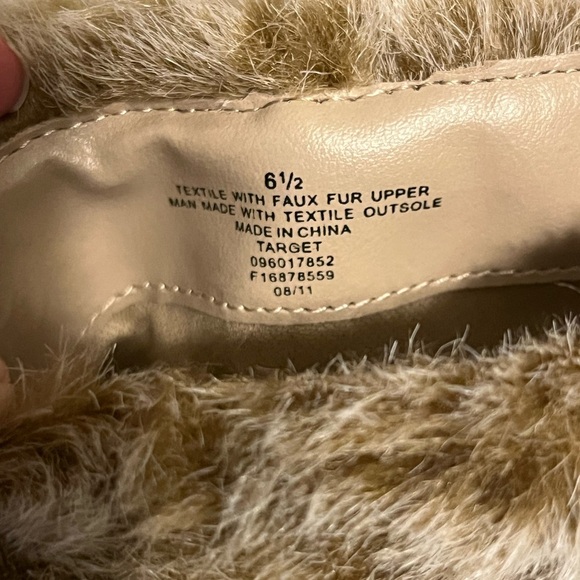 6½
TEXTILE WITH FAUX FUR UPPER
MAN MADE WITH TEXTILE OUTSOLE
MADE IN CHINA
TARGET
096017852
F16878559
08/11